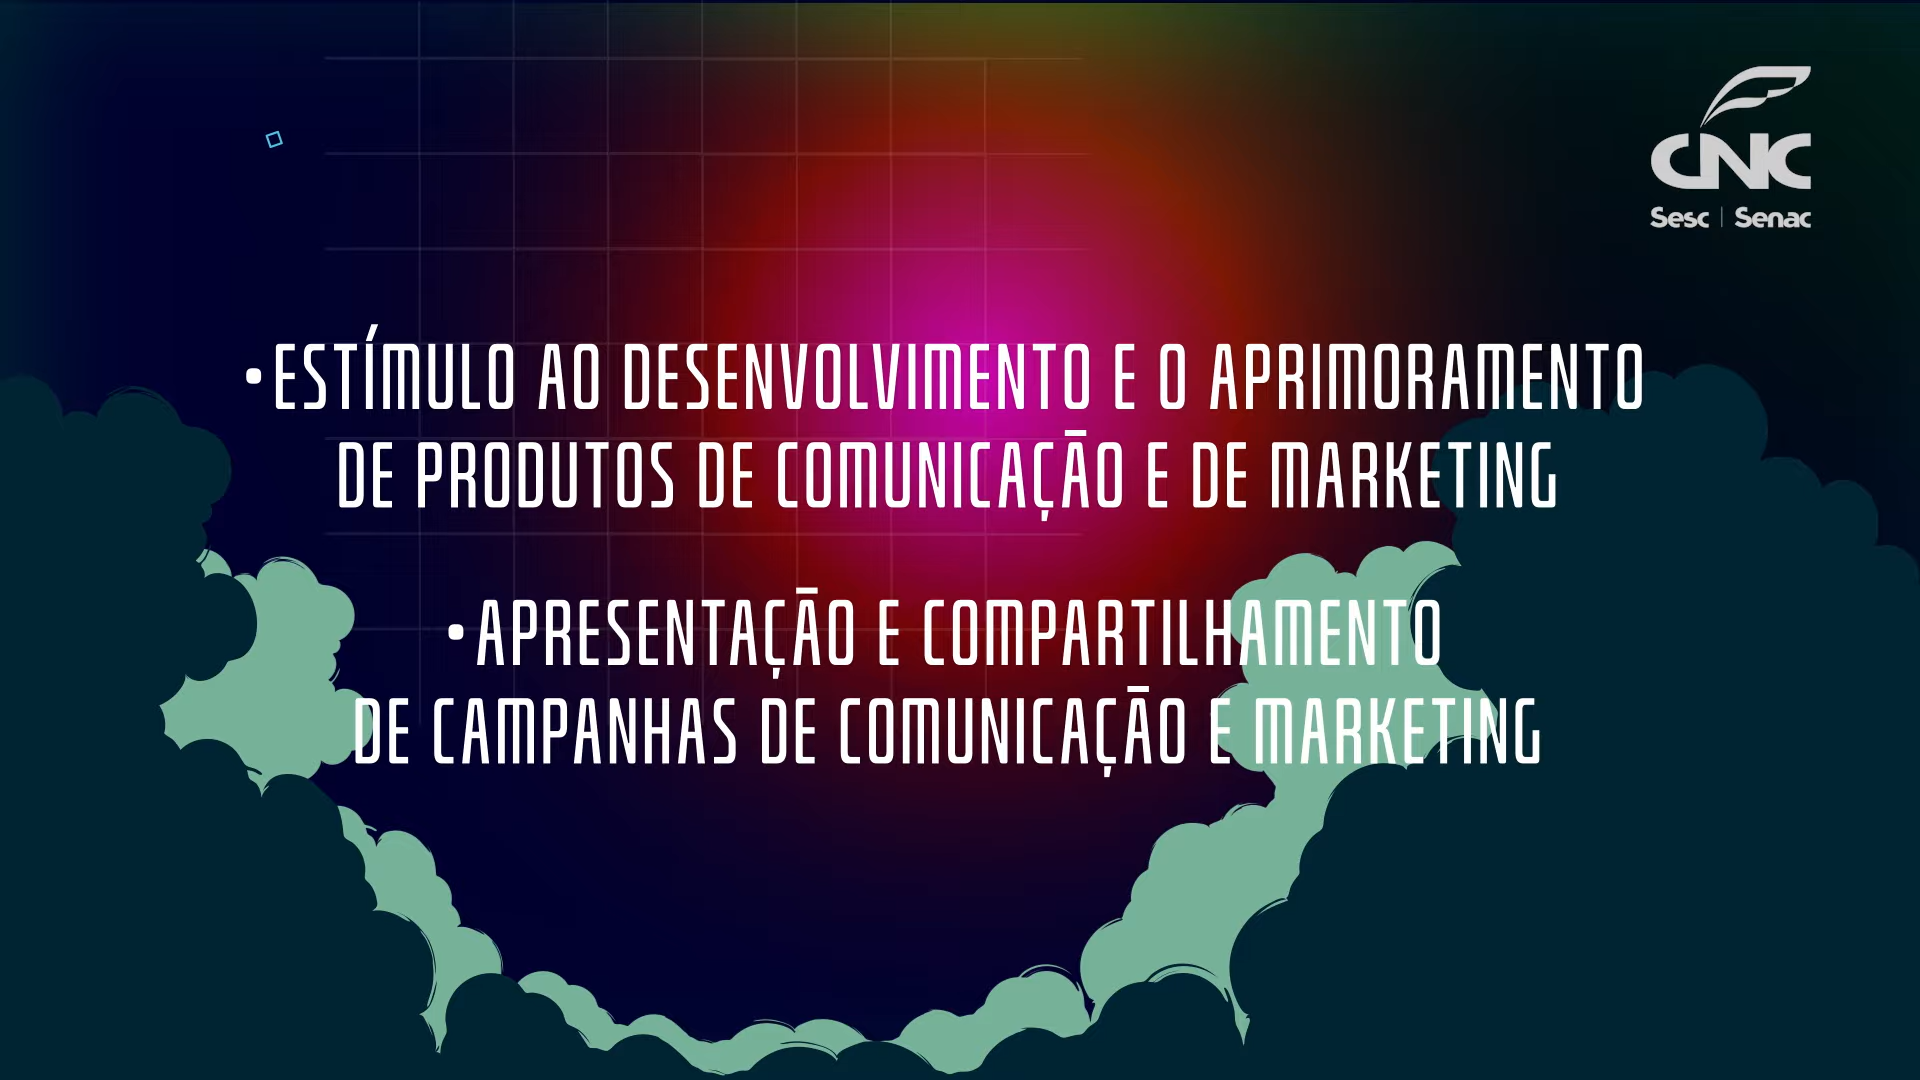 CNC
Sesc | Senac
•ESTÍMULO AO DESENVOLVIMENTO E O APRIMORAMENTO
DE PRODUTOS DE COMUNICAÇÃO E DE MARKETING
•APRESENTAÇÃO E COMPARTILHAMENTO
DE CAMPANHAS DE COMUNICAÇÃO E MARKETING